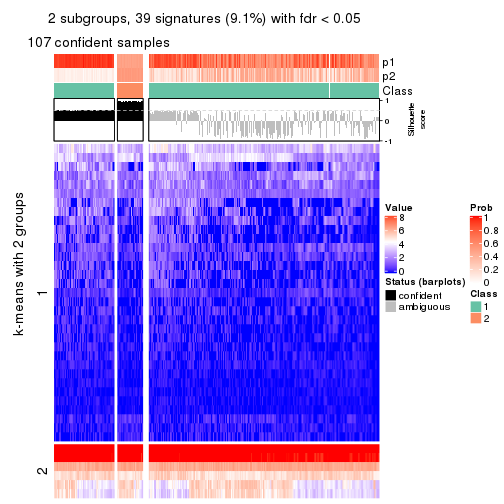 2 subgroups, 39 signatures (9.1%) with fdr < 0.05
107 confident samples
p1
p2
Class
1
0
-1
Silhouette
score
k-means with 2 groups
1
2
Value
8
6
4
2
0
Status (barplots)
confident
ambiguous
Prob
1
0.8
0.6
0.4
0.2
0
Class
1
2